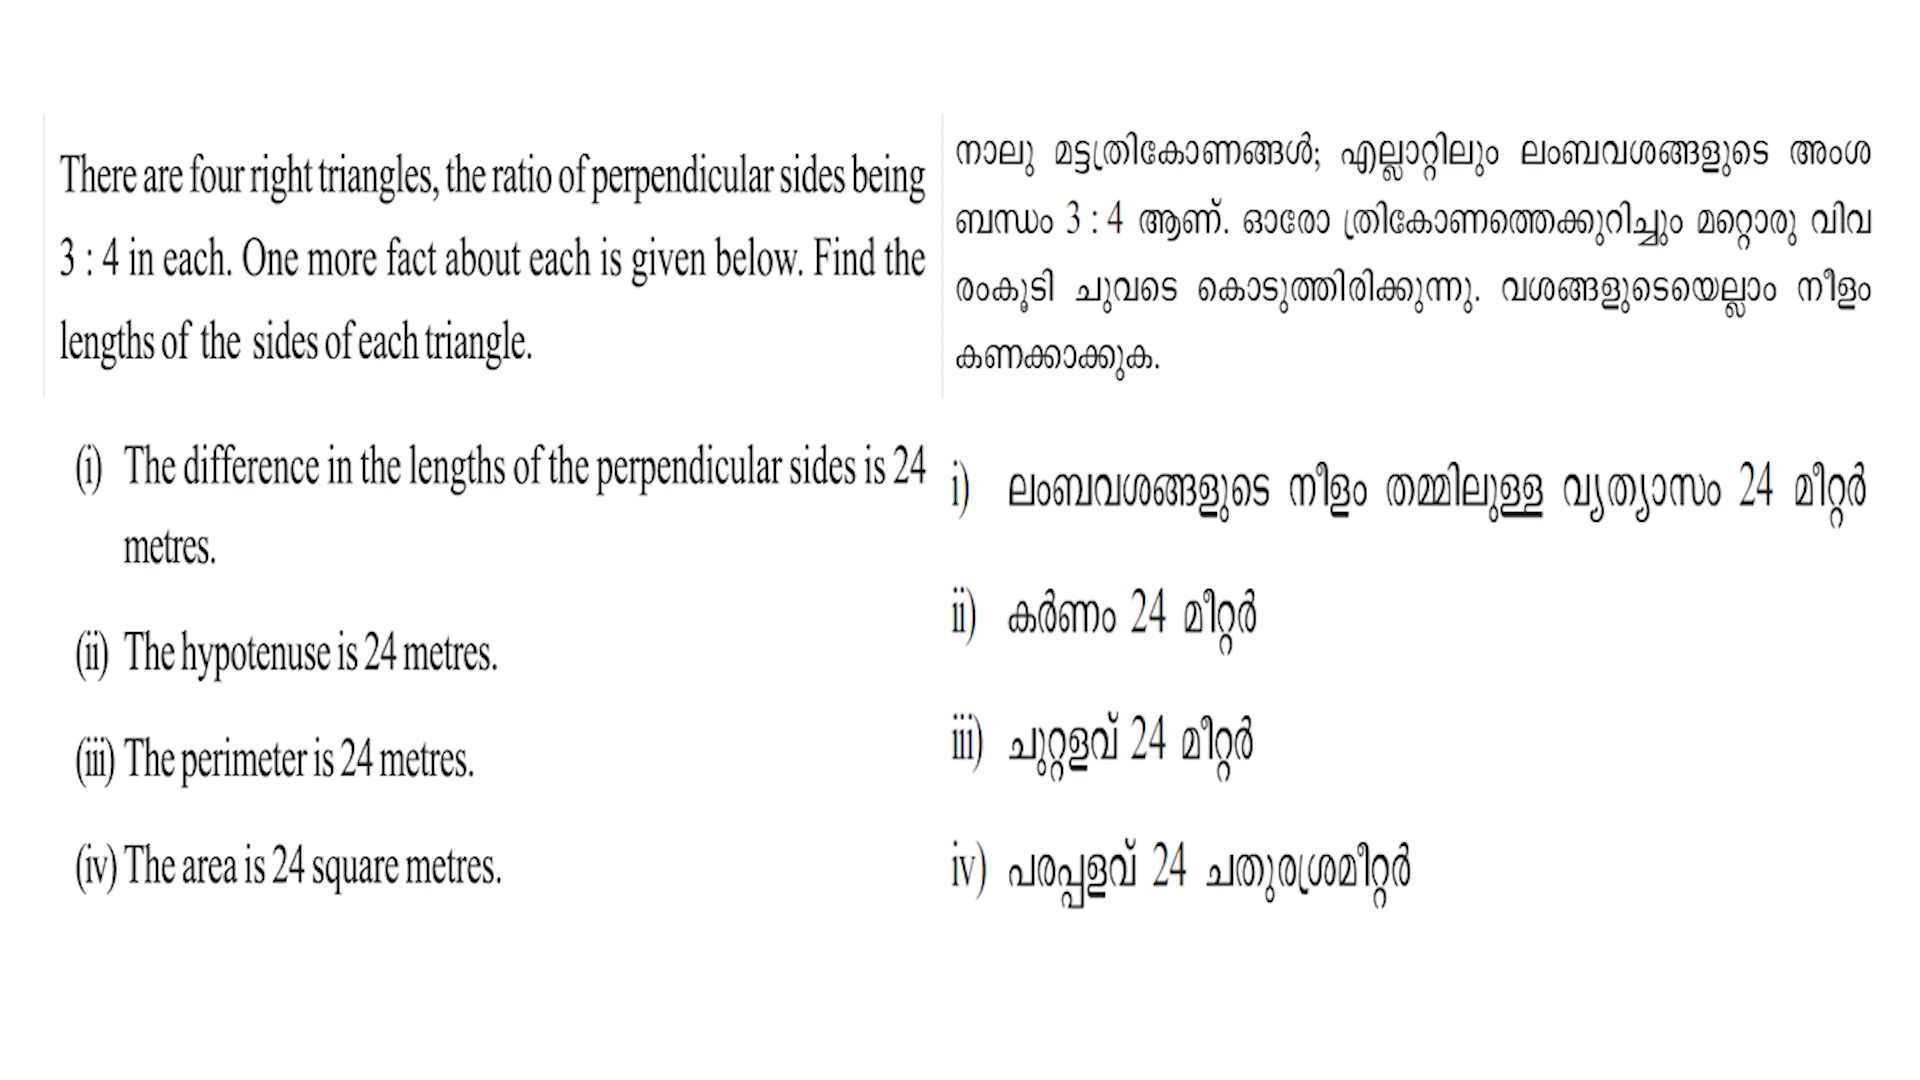 There are four right triangles, the ratio of perpendicular sides being
3 : 4 in each. One more fact about each is given below. Find the
lengths of the sides of each triangle.
(i) The difference in the lengths of the perpendicular sides is 24
metres.
(ii) The hypotenuse is 24 metres.
(iii) The perimeter is 24 metres.
(iv) The area is 24 square metres.
നാലു മട്ടത്രികോണങ്ങൾ; എല്ലാറ്റിലും ലംബവശങ്ങളുടെ അംശ
ബന്ധം 3 : 4 ആണ്. ഓരോ ത്രികോണത്തെക്കുറിച്ചും മറ്റൊരു വിവ
രംകൂടി ചുവടെ കൊടുത്തിരിക്കുന്നു. വശങ്ങളുടെയെല്ലാം നീളം
കണക്കാക്കുക.
i) ലംബവശങ്ങളുടെ നീളം തമ്മിലുള്ള വ്യത്യാസം 24 മീറ്റർ
ii) കർണം 24 മീറ്റർ
iii) ചുറ്റളവ് 24 മീറ്റർ
iv) പരപ്പളവ് 24 ചതുരശ്രമീറ്റർ